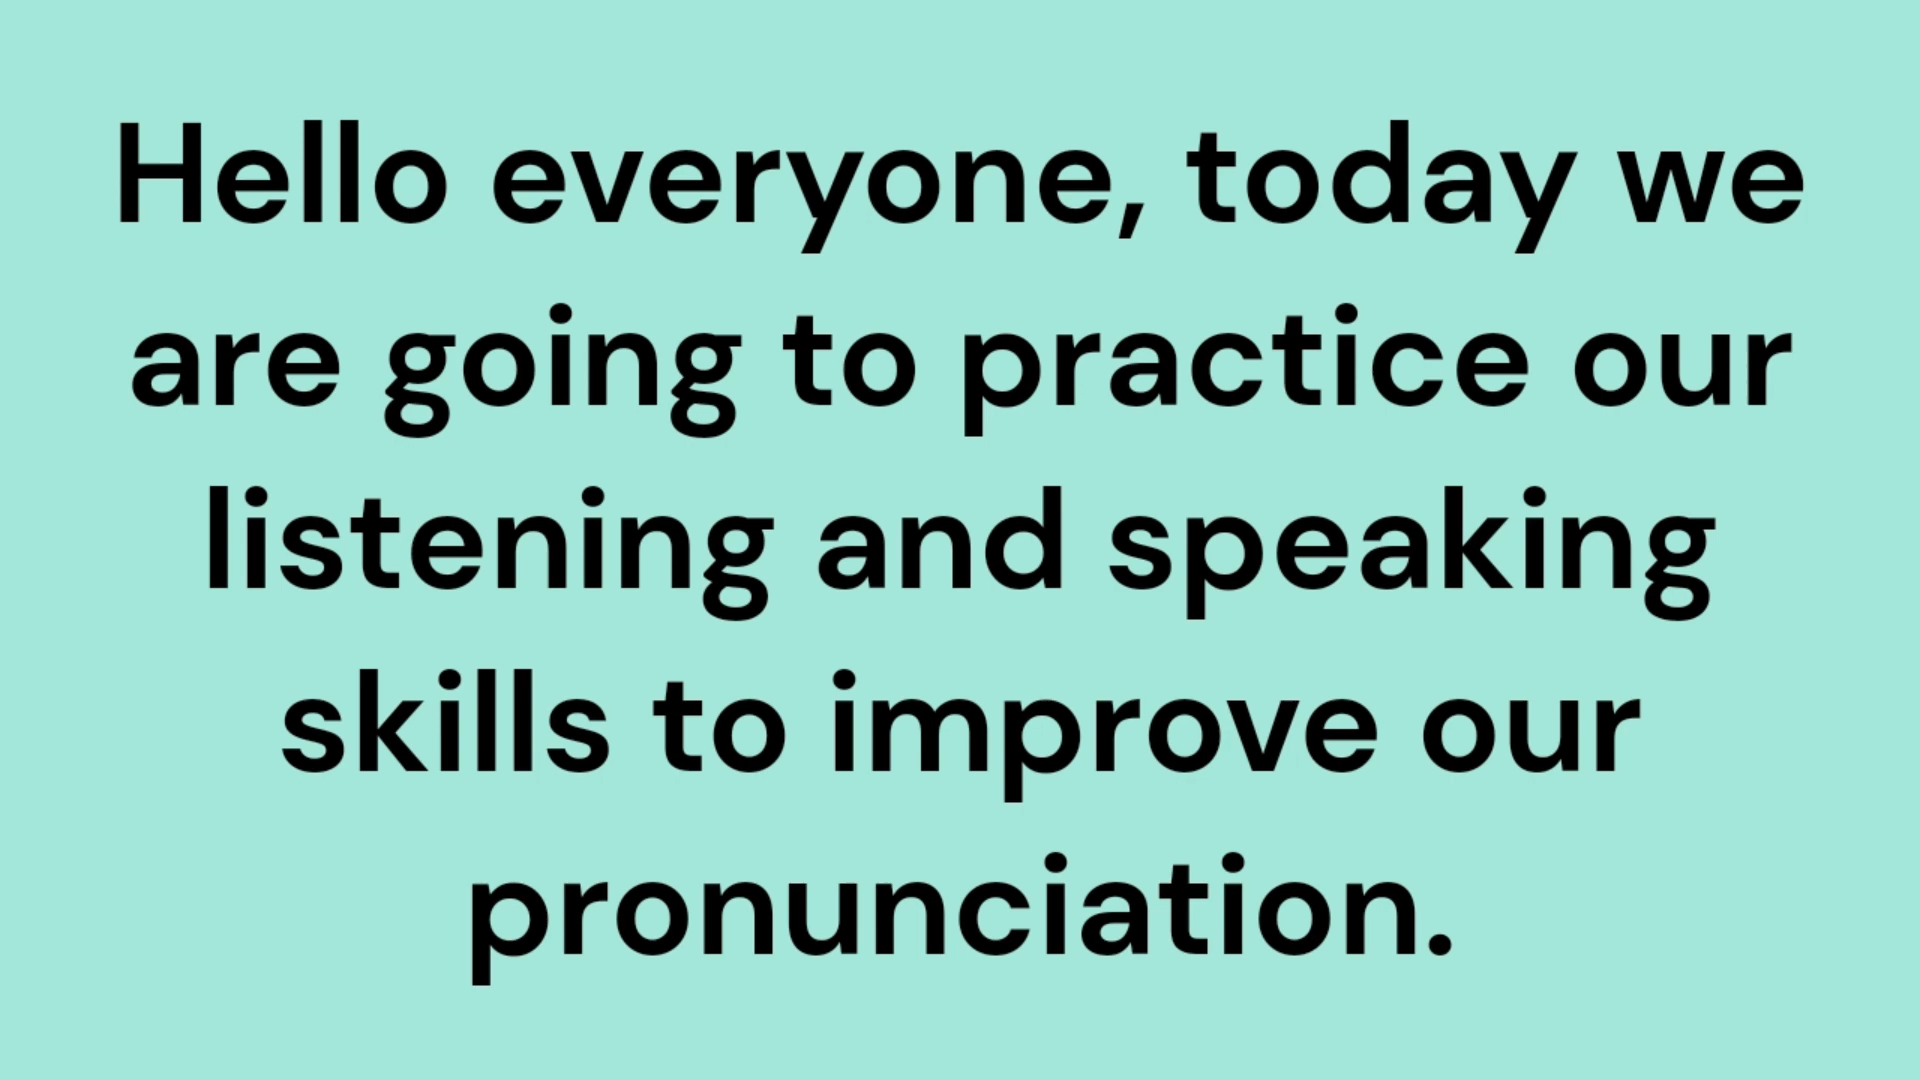 Hello everyone, today we
are going to practice our
listening and speaking
skills to improve our
pronunciation.